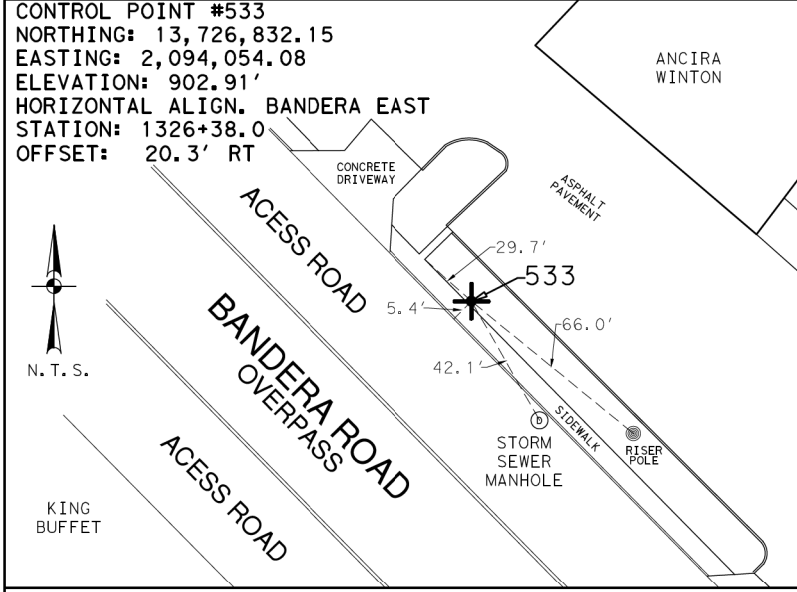 CONTROL POINT #533
NORTHING: 13,726,832.15
EASTING: 2,094,054.08
ELEVATION: 902.91'
HORIZONTAL ALIGN. BANDERA EAST
STATION: 1326+38.0
OFFSET: 20.3' RT
ANCIRA
WINTON
CONCRETE
DRIVEWAY
ASPHALT
PAVEMENT
ACESS ROAD
29.7'
533
5.4'
66.0'
42.1'
N.T.S.
BANDERA ROAD
OVERPASS
SIDEWALK
D
STORM
SEWER
MANHOLE
RISER
POLE
ACESS ROAD
KING
BUFFET